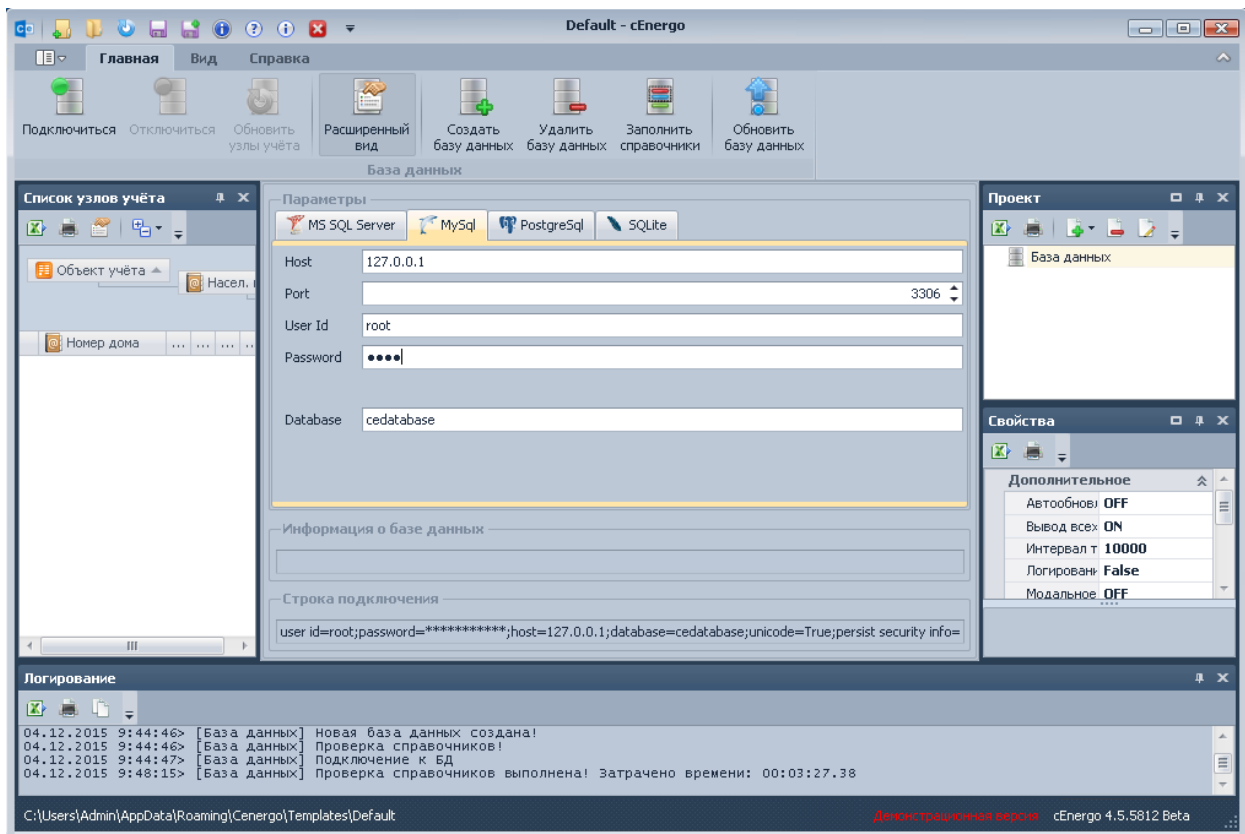 Default - cEnergo
Главная Вид Справка
Подключиться Отключиться Обновить узлы учёта Расширенный вид Создать базу данных Удалить базу данных Заполнить справочники Обновить базу данных
База данных
Список узлов учёта
Объект учёта
Насел.
Номер дома ... ... ...
Параметры
MS SQL Server MySql PostgreSql SQLite
Host 127.0.0.1
Port 3306
User Id root
Password ●●●●
Database cedatabase
Информация о базе данных
Строка подключения
user id=root;password=***********;host=127.0.0.1;database=cedatabase;unicode=True;persist security info=
Проект
База данных
Свойства
Дополнительное
Автообнов OFF
Вывод всех ON
Интервал т 10000
Логировани False
Модальное OFF
Логирование
04.12.2015 9:44:46> [База данных] Новая база данных создана!
04.12.2015 9:44:46> [База данных] Проверка справочников!
04.12.2015 9:44:47> [База данных] Подключение к БД
04.12.2015 9:48:15> [База данных] Проверка справочников выполнена! Затрачено времени: 00:03:27.38
C:\Users\Admin\AppData\Roaming\Cenergo\Templates\Default
Демонстрационная версия cEnergo 4.5.5812 Beta